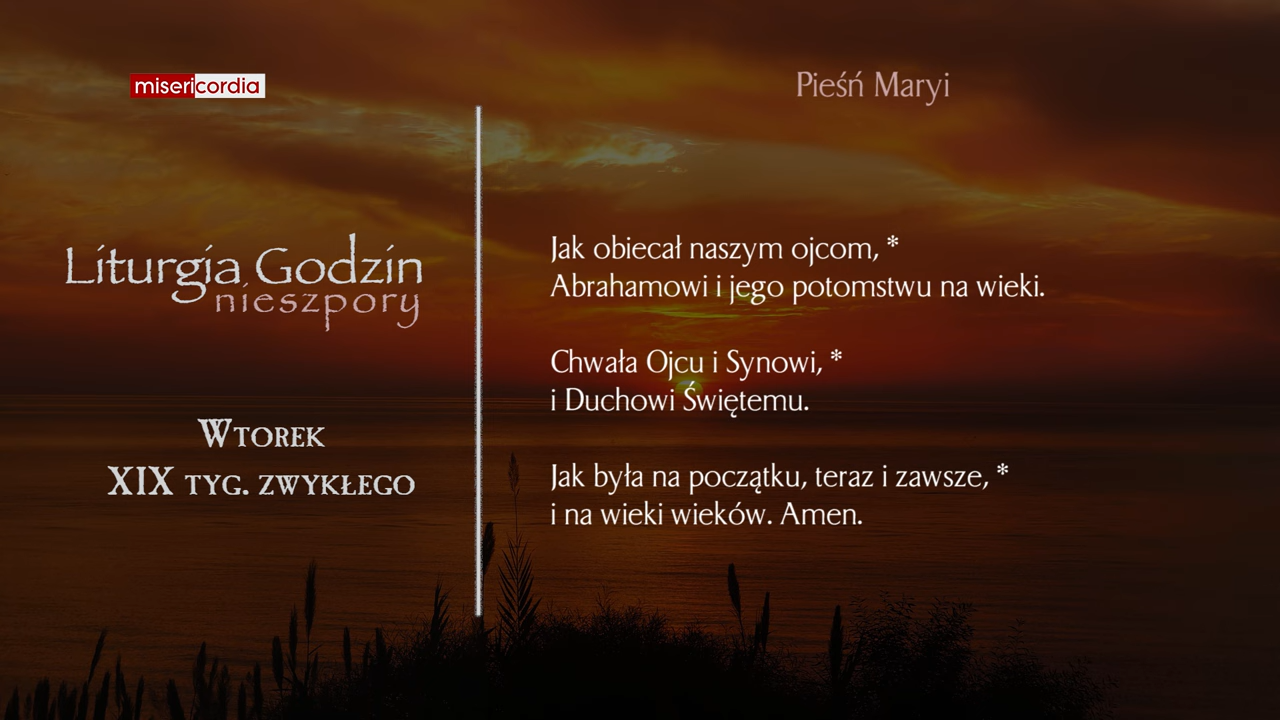 misericordia
Liturgia Godzin
nieszpory
Wtorek
XIX tyg. zwykłego
Pieśń Maryi
Jak obiecał naszym ojcom, *
Abrahamowi i jego potomstwu na wieki.
Chwała Ojcu i Synowi, *
i Duchowi Świętemu.
Jak była na początku, teraz i zawsze, *
i na wieki wieków. Amen.